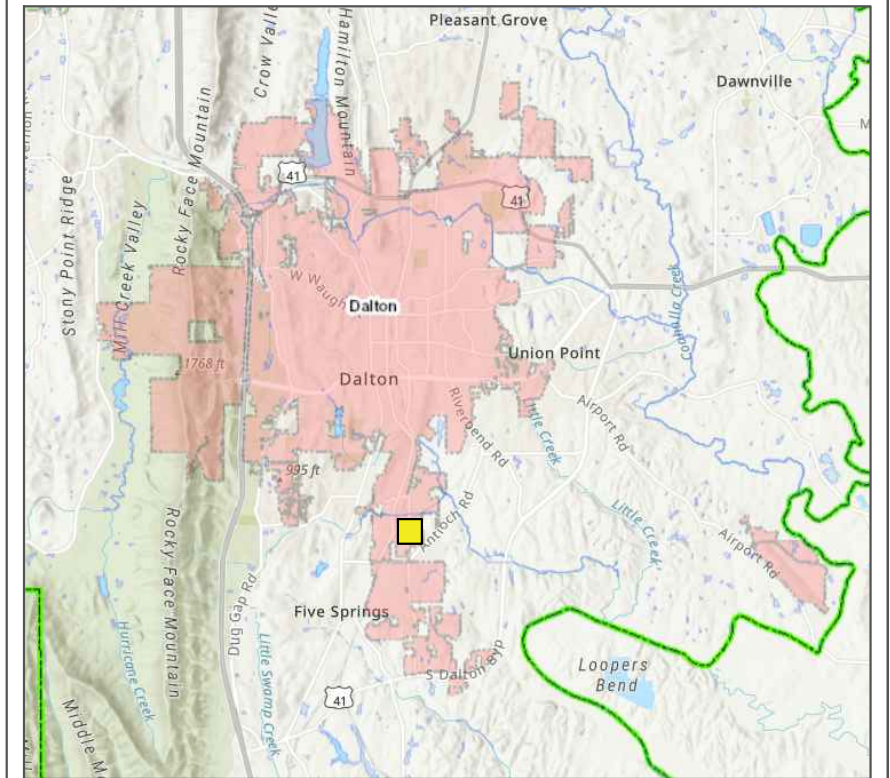 Pleasant Grove
Crow Valle
Hamilton Mountain
Dawnville
Rocky Face Mountain
41
41
Stony Point Ridge
Mill Creek Valley
W Waugh
Dalton
Coahulla Creek
1768 ft
Union Point
Dalton
Riverbend Rd
Little Creek
Airport Rd
995 ft
Antioch Rd
Little Creek
Airport Rd
Rocky Face Mountain
Dug Gap Rd
Five Springs
Hurricane Creek
Little Swamp Creek
S Dalton Byp
Loopers
Bend
41
Middle Mo